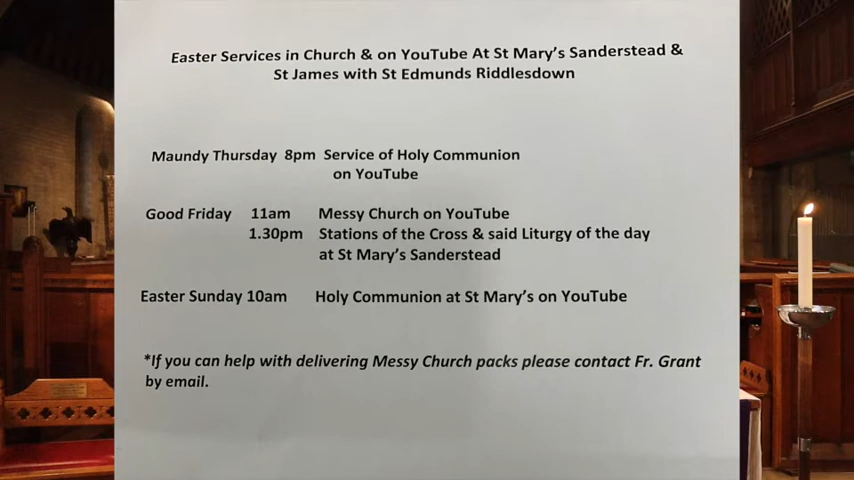 Easter Services in Church & on YouTube At St Mary's Sanderstead &
St James with St Edmunds Riddlesdown
Maundy Thursday 8pm Service of Holy Communion
on YouTube
Good Friday 11am Messy Church on YouTube
1.30pm Stations of the Cross & said Liturgy of the day
at St Mary's Sanderstead
Easter Sunday 10am Holy Communion at St Mary's on YouTube
*If you can help with delivering Messy Church packs please contact Fr. Grant
by email.